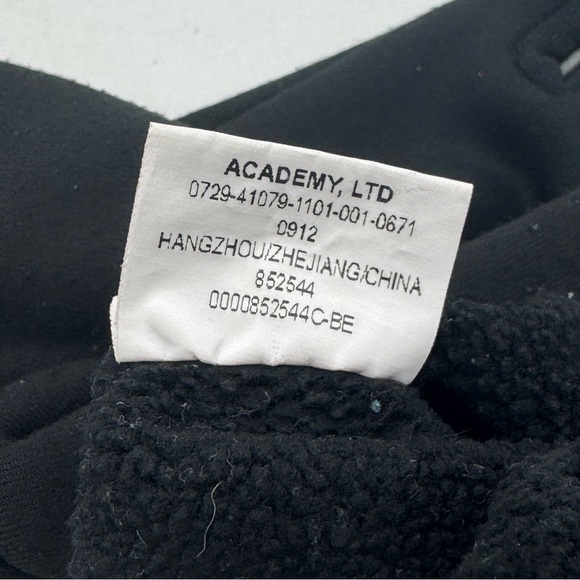 ACADEMY, LTD
0729-41079-1101-001-0671
0912
HANGZHOU/ZHEJIANG/CHINA
852544
0000852544C-BE